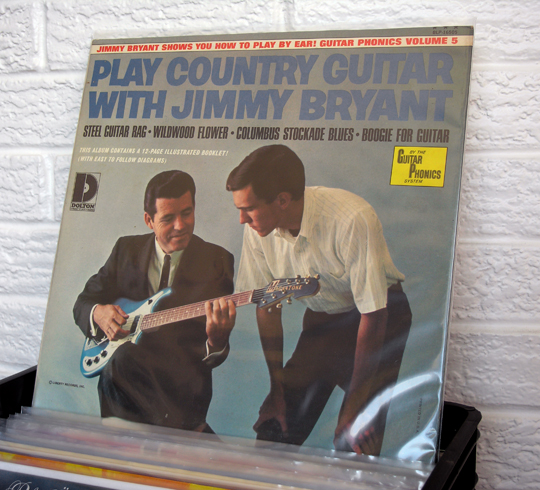 JIMMY BRYANT SHOWS YOU HOW TO PLAY BY EAR! GUITAR PHONICS VOLUME 5
PLAY COUNTRY GUITAR
WITH JIMMY BRYANT
STEEL GUITAR RAG • WILDWOOD FLOWER • COLUMBUS STOCKADE BLUES • BOOGIE FOR GUITAR
THIS ALBUM CONTAINS A 12-PAGE ILLUSTRATED BOOKLET!
(WITH EASY TO FOLLOW DIAGRAMS)
BY THE
GUITAR
PHONICS
SYSTEM
D
DOLTON